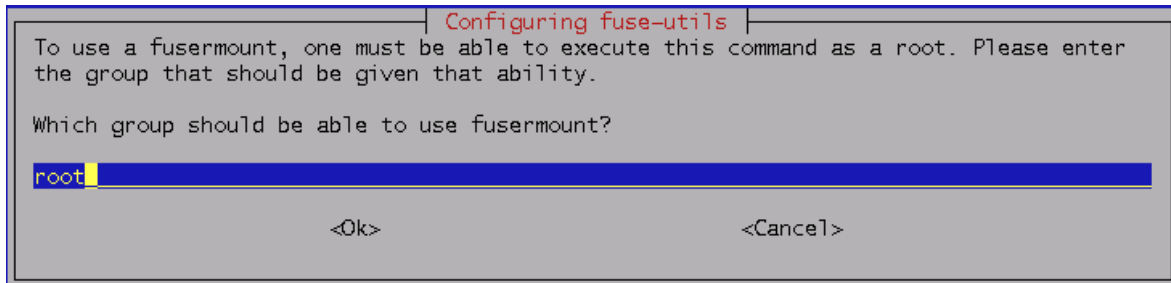 Configuring fuse-utils
To use a fusermount, one must be able to execute this command as a root. Please enter
the group that should be given that ability.
Which group should be able to use fusermount?
root
<Ok> <Cancel>